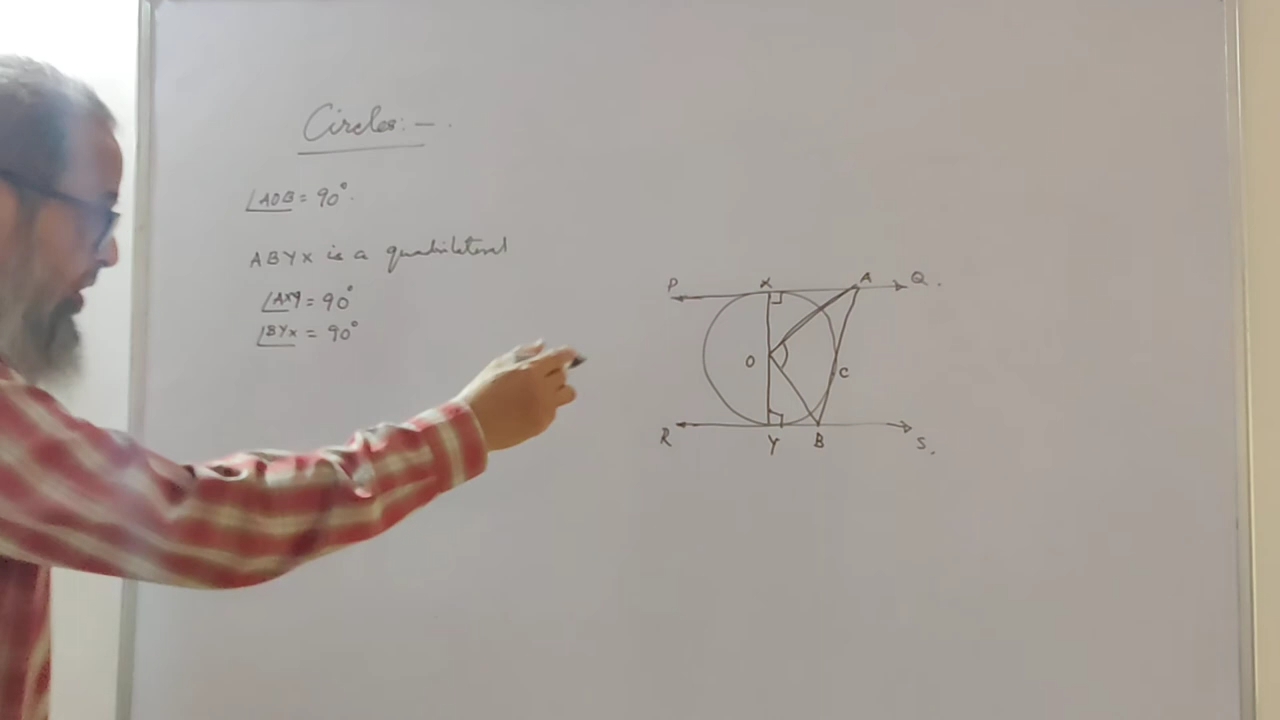 Circles:-
∠AOB = 90°.
ABYX is a quadrilateral
∠AXY = 90°
∠BYX = 90°
P X A Q.
O C
R Y B S.